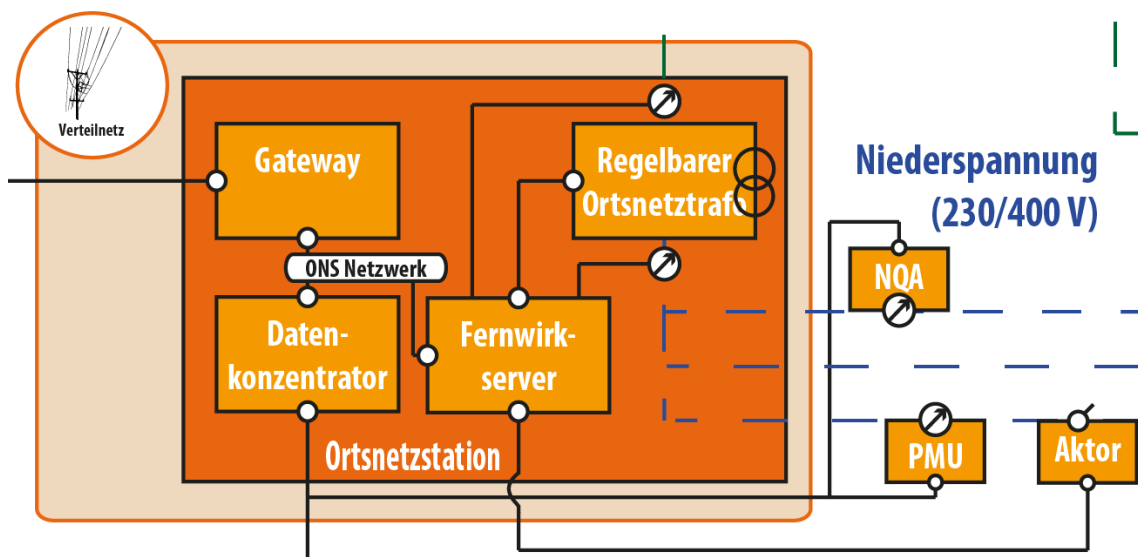 Verteilnetz
Gateway
Regelbarer
Ortsnetztrafo
Niederspannung
(230/400 V)
ONS Netzwerk
NQA
Daten-
konzentrator
Fernwirk-
server
Ortsnetzstation
PMU
Aktor